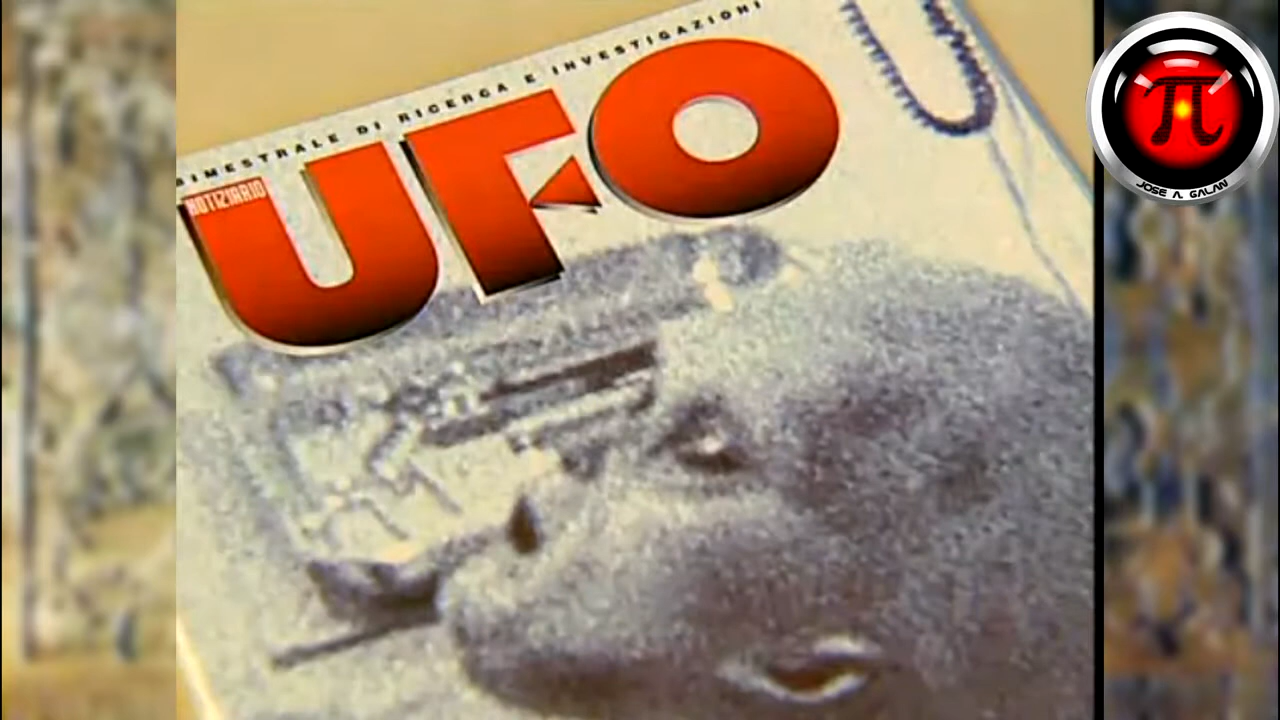 BIMESTRALE DI RICERCA E INVESTIGAZIONI
NOTIZIARIO
UFO
π
JOSE A. GALAN